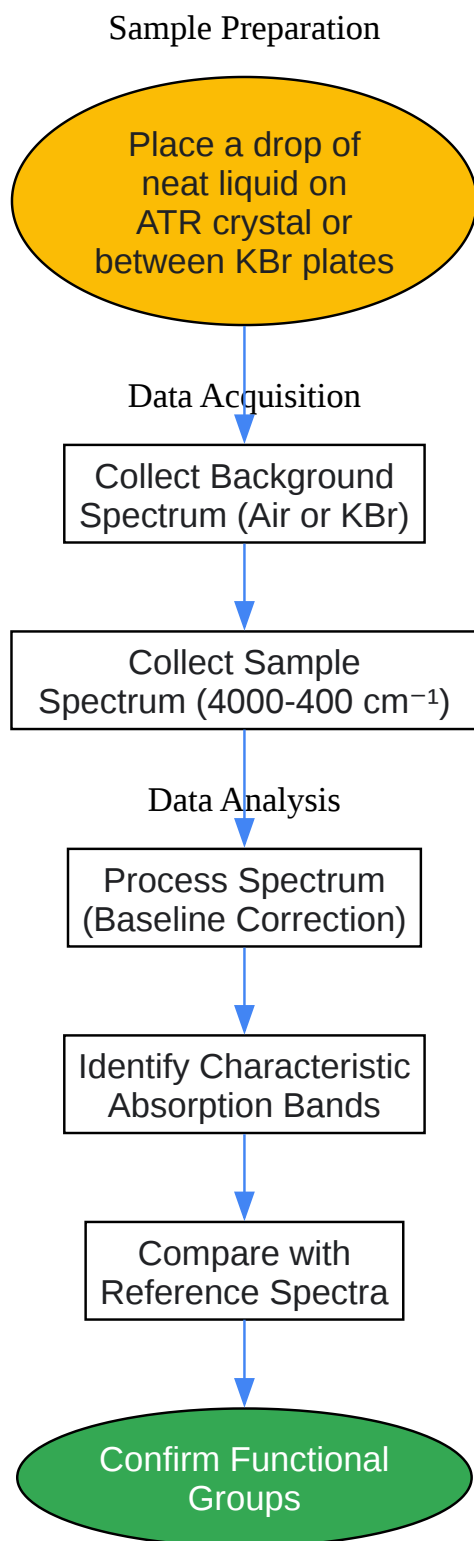 Sample Preparation
Place a drop of
neat liquid on
ATR crystal or
between KBr plates
Data Acquisition
Collect Background
Spectrum (Air or KBr)
Collect Sample
Spectrum (4000-400 cm⁻¹)
Data Analysis
Process Spectrum
(Baseline Correction)
Identify Characteristic
Absorption Bands
Compare with
Reference Spectra
Confirm Functional
Groups